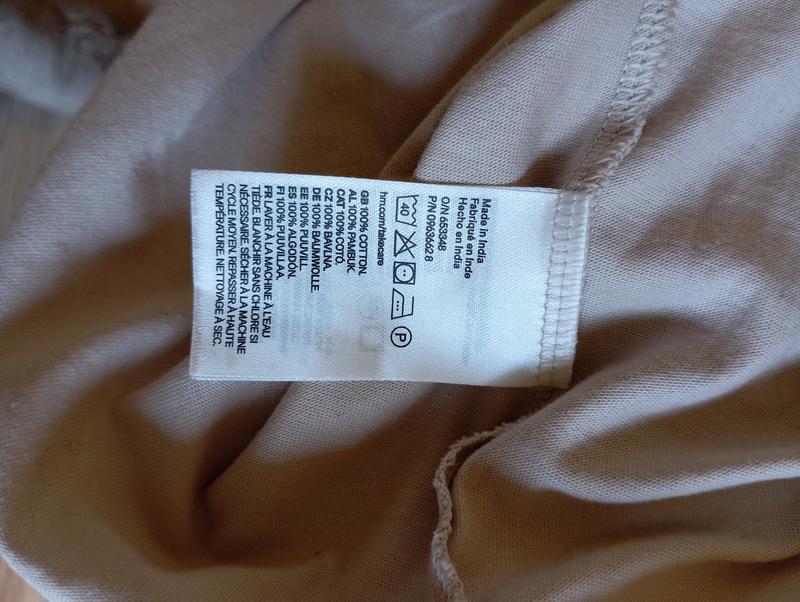 Made in India
Fabriqué en Inde
Hecho en India
O/N 653348
P/N 0963662 8
40 P
hm.com/takecare
GB 100% COTTON.
AL 100% PAMBUK.
CAT 100% COTÓ.
CZ 100% BAVLNA.
DE 100% BAUMWOLLE.
EE 100% PUUVILL.
ES 100% ALGODÓN.
FI 100% PUUVILLAA.
FR LAVER À LA MACHINE À L'EAU
TIÈDE. BLANCHIR SANS CHLORE SI
NÉCESSAIRE. SÉCHER À LA MACHINE
CYCLE MOYEN. REPASSER À HAUTE
TEMPÉRATURE. NETTOYAGE À SEC.